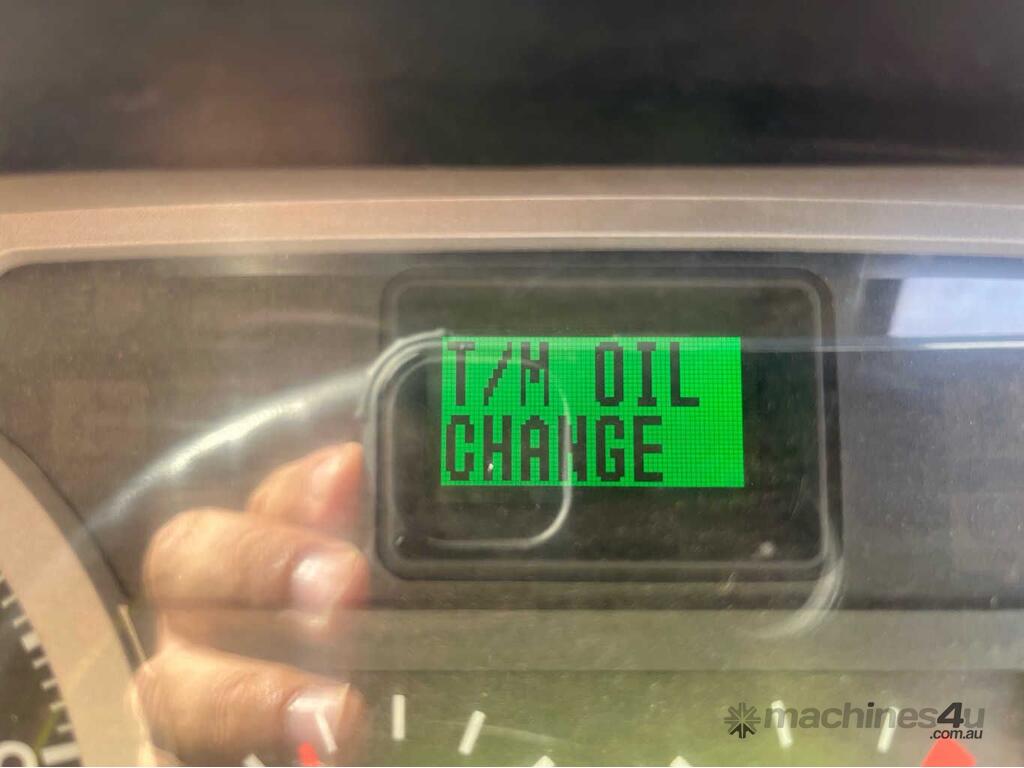 T/M OIL
CHANGE
machines4u
.com.au